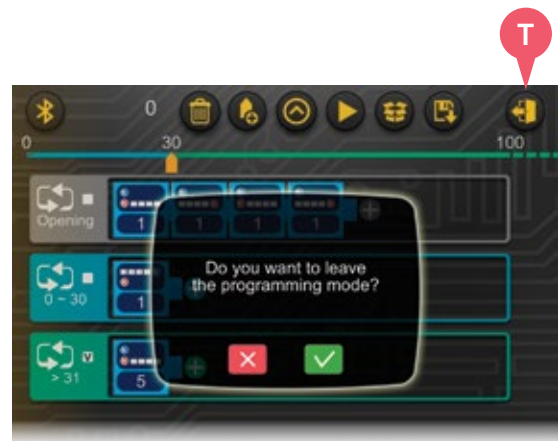 T
0
0 30 100
Opening
1 1 1 1
Do you want to leave
the programming mode?
0 ~ 30
1
V
> 31
5